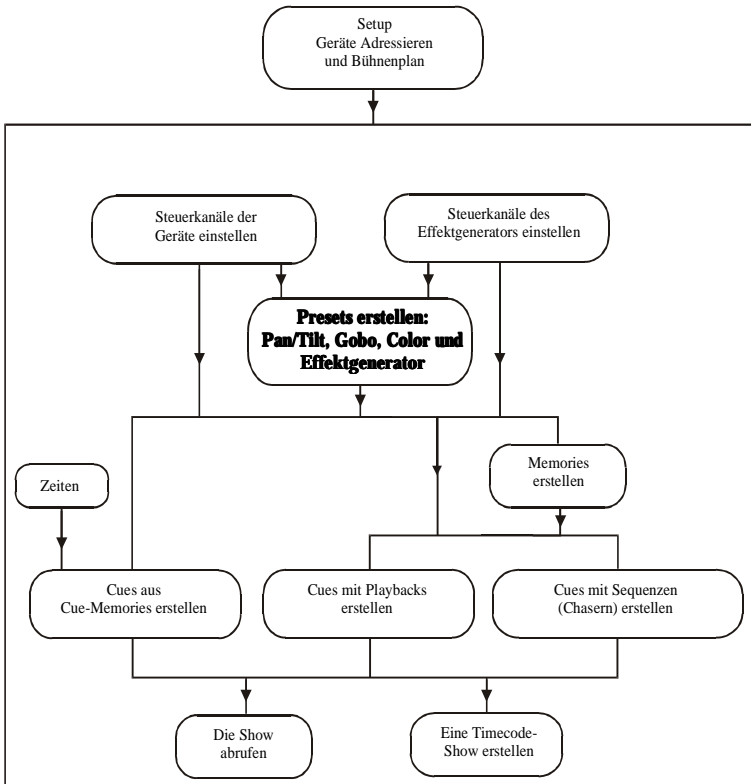 Setup
Geräte Adressieren
und Bühnenplan
Steuerkanäle der
Geräte einstellen
Steuerkanäle des
Effektgenerators einstellen
Presets erstellen:
Pan/Tilt, Gobo, Color und
Effektgenerator
Memories
erstellen
Zeiten
Cues aus
Cue-Memories erstellen
Cues mit Playbacks
erstellen
Cues mit Sequenzen
(Chasern) erstellen
Die Show
abrufen
Eine Timecode-
Show erstellen